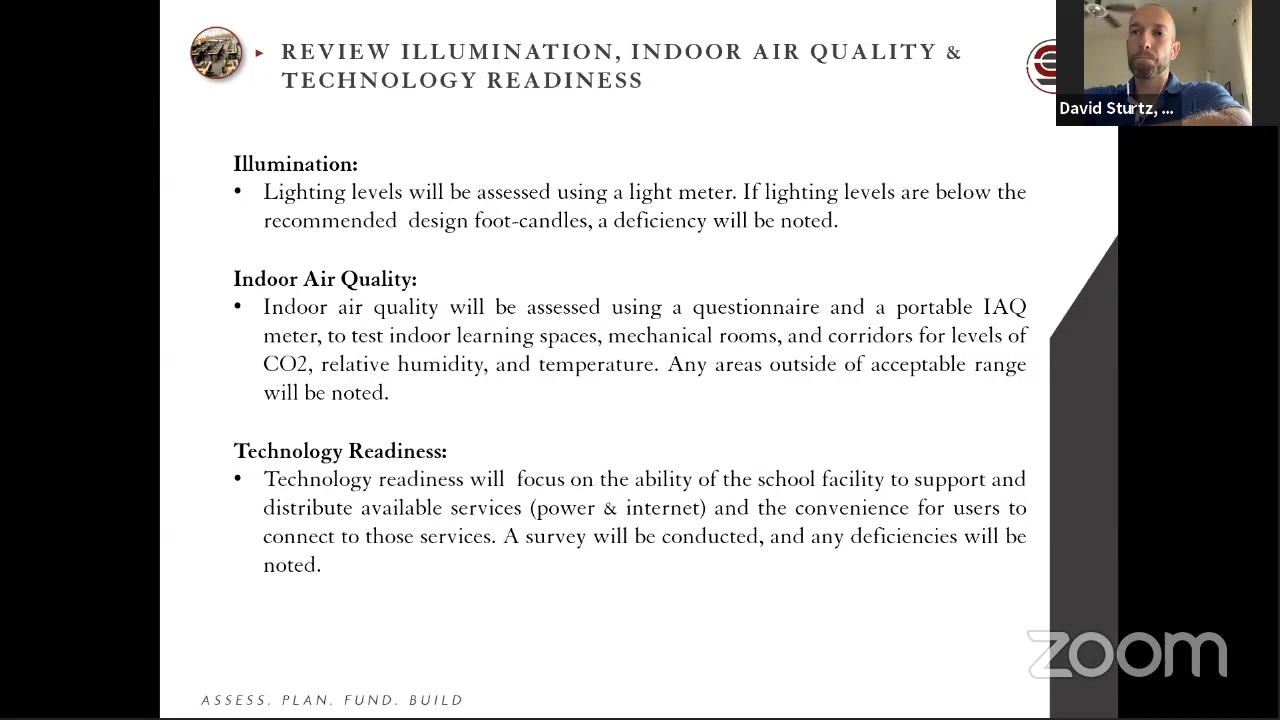 REVIEW ILLUMINATION, INDOOR AIR QUALITY &
TECHNOLOGY READINESS
David Sturtz, ...
Illumination:
• Lighting levels will be assessed using a light meter. If lighting levels are below the
recommended design foot-candles, a deficiency will be noted.
Indoor Air Quality:
• Indoor air quality will be assessed using a questionnaire and a portable IAQ
meter, to test indoor learning spaces, mechanical rooms, and corridors for levels of
CO2, relative humidity, and temperature. Any areas outside of acceptable range
will be noted.
Technology Readiness:
• Technology readiness will focus on the ability of the school facility to support and
distribute available services (power & internet) and the convenience for users to
connect to those services. A survey will be conducted, and any deficiencies will be
noted.
zoom
ASSESS. PLAN. FUND. BUILD